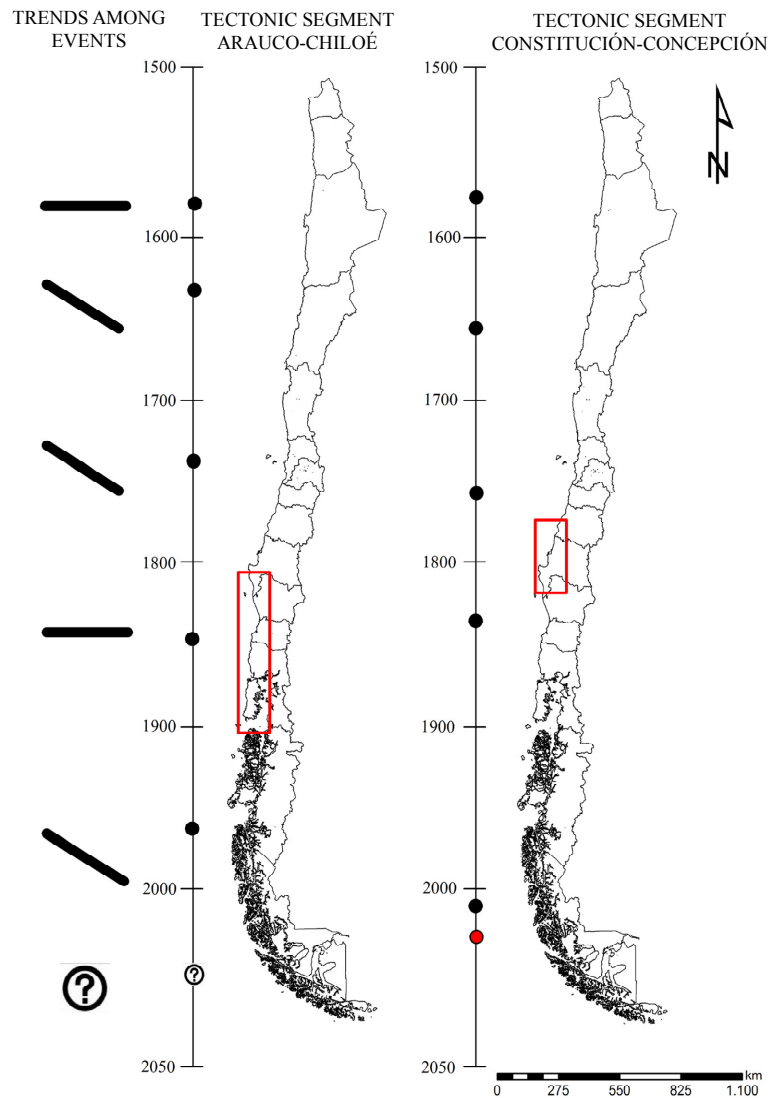 TRENDS AMONG
EVENTS
TECTONIC SEGMENT
ARAUCO-CHILOÉ
TECTONIC SEGMENT
CONSTITUCIÓN-CONCEPCIÓN
1500
1600
1700
1800
1900
2000
2050
?
?
1500
1600
1700
1800
1900
2000
2050
N
km
0 275 550 825 1.100